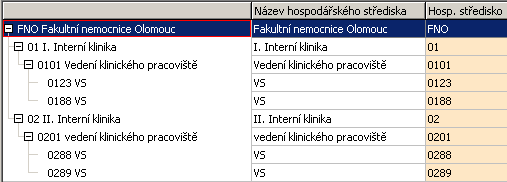 Název hospodářského střediska Hosp. středisko
FNO Fakultní nemocnice Olomouc Fakultní nemocnice Olomouc FNO
01 I. Interní klinika I. Interní klinika 01
0101 Vedení klinického pracoviště Vedení klinického pracoviště 0101
0123 VS VS 0123
0188 VS VS 0188
02 II. Interní klinika II. Interní klinika 02
0201 vedení klinického pracoviště vedení klinického pracoviště 0201
0288 VS VS 0288
0289 VS VS 0289